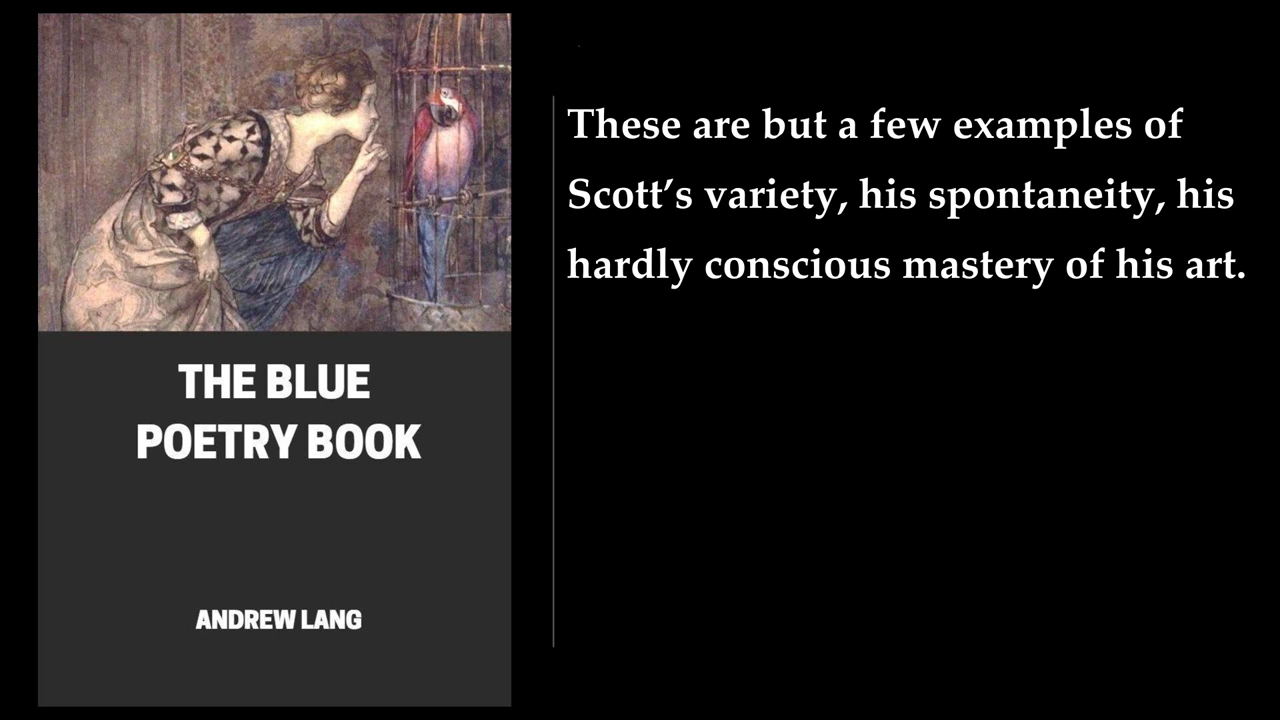 THE BLUE
POETRY BOOK
ANDREW LANG
These are but a few examples of
Scott’s variety, his spontaneity, his
hardly conscious mastery of his art.